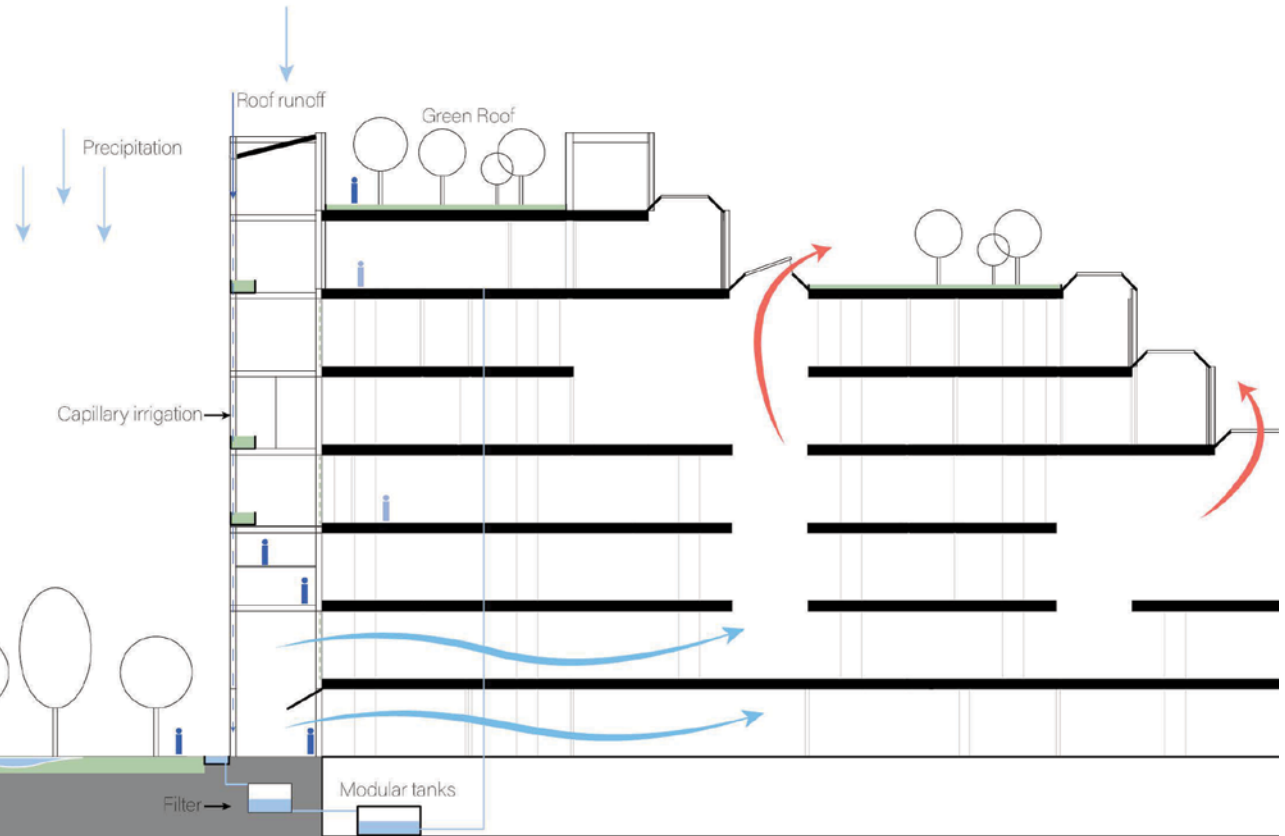 Roof runoff
Green Roof
Precipitation
Capillary irrigation
Modular tanks
Filter